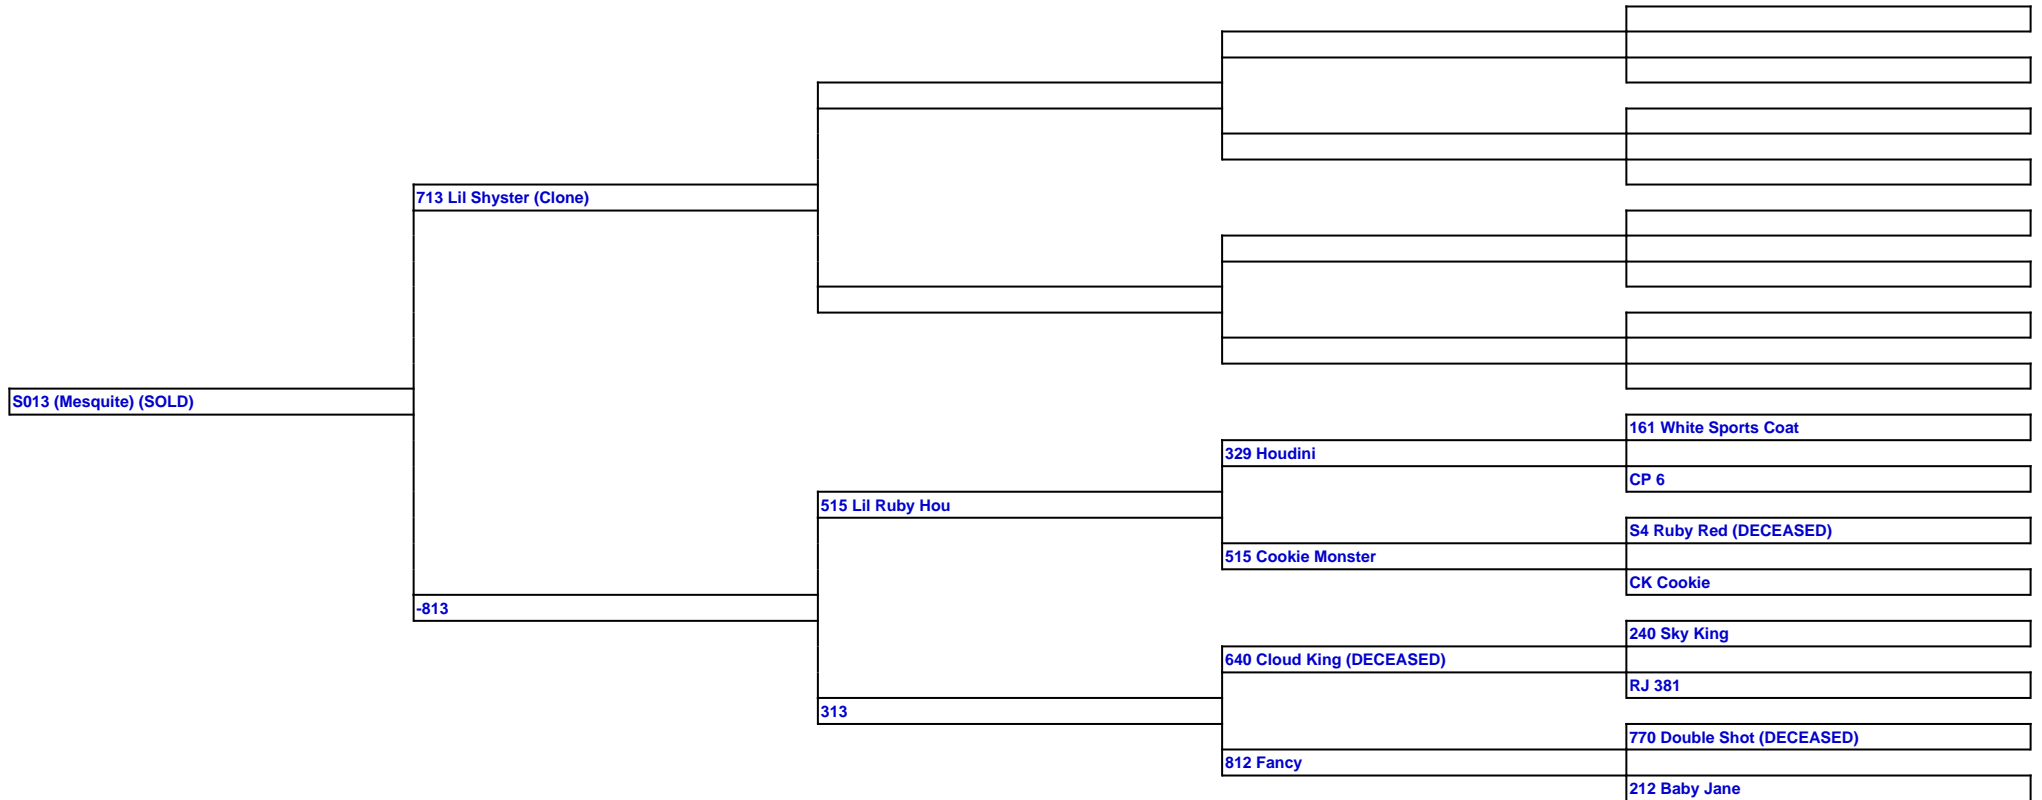 713 Lil Shyster (Clone)
S013 (Mesquite) (SOLD)
161 White Sports Coat
329 Houdini
CP 6
515 Lil Ruby Hou
S4 Ruby Red (DECEASED)
515 Cookie Monster
CK Cookie
-813
240 Sky King
640 Cloud King (DECEASED)
RJ 381
313
770 Double Shot (DECEASED)
812 Fancy
212 Baby Jane